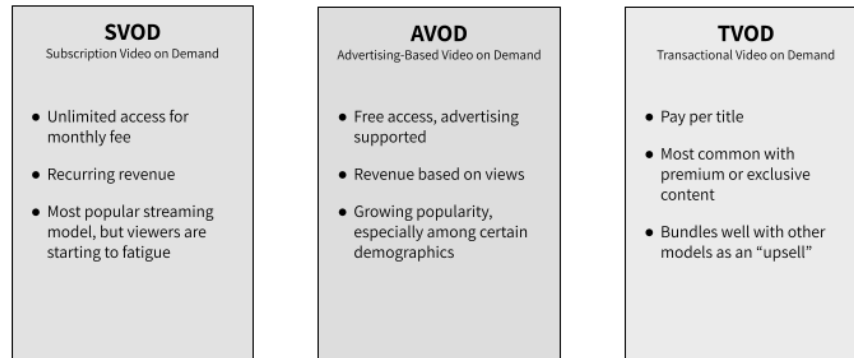 SVOD
Subscription Video on Demand
● Unlimited access for
monthly fee
● Recurring revenue
● Most popular streaming
model, but viewers are
starting to fatigue
AVOD
Advertising-Based Video on Demand
● Free access, advertising
supported
● Revenue based on views
● Growing popularity,
especially among certain
demographics
TVOD
Transactional Video on Demand
● Pay per title
● Most common with
premium or exclusive
content
● Bundles well with other
models as an “upsell”